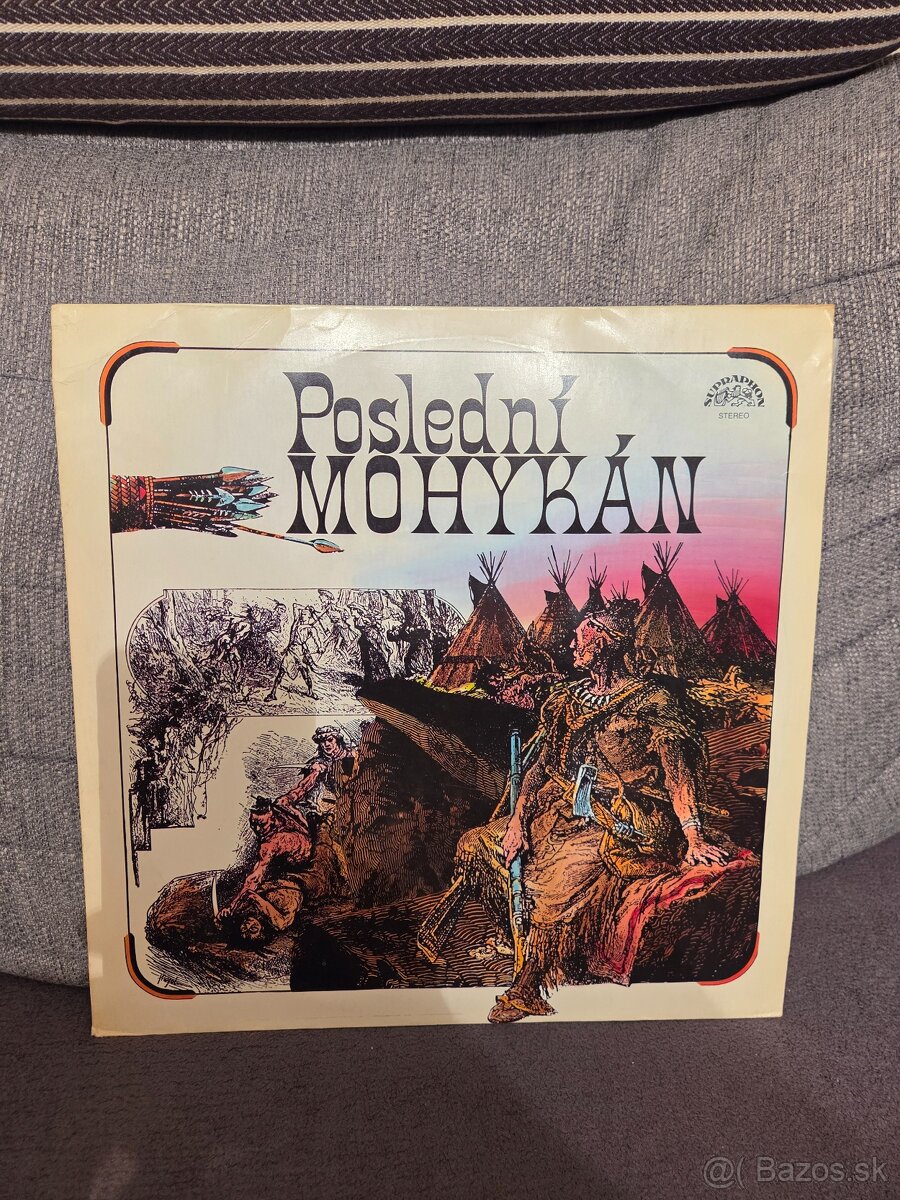 Poslední
MOHYKÁN
SUPRAPHON
STEREO
@( Bazos.sk